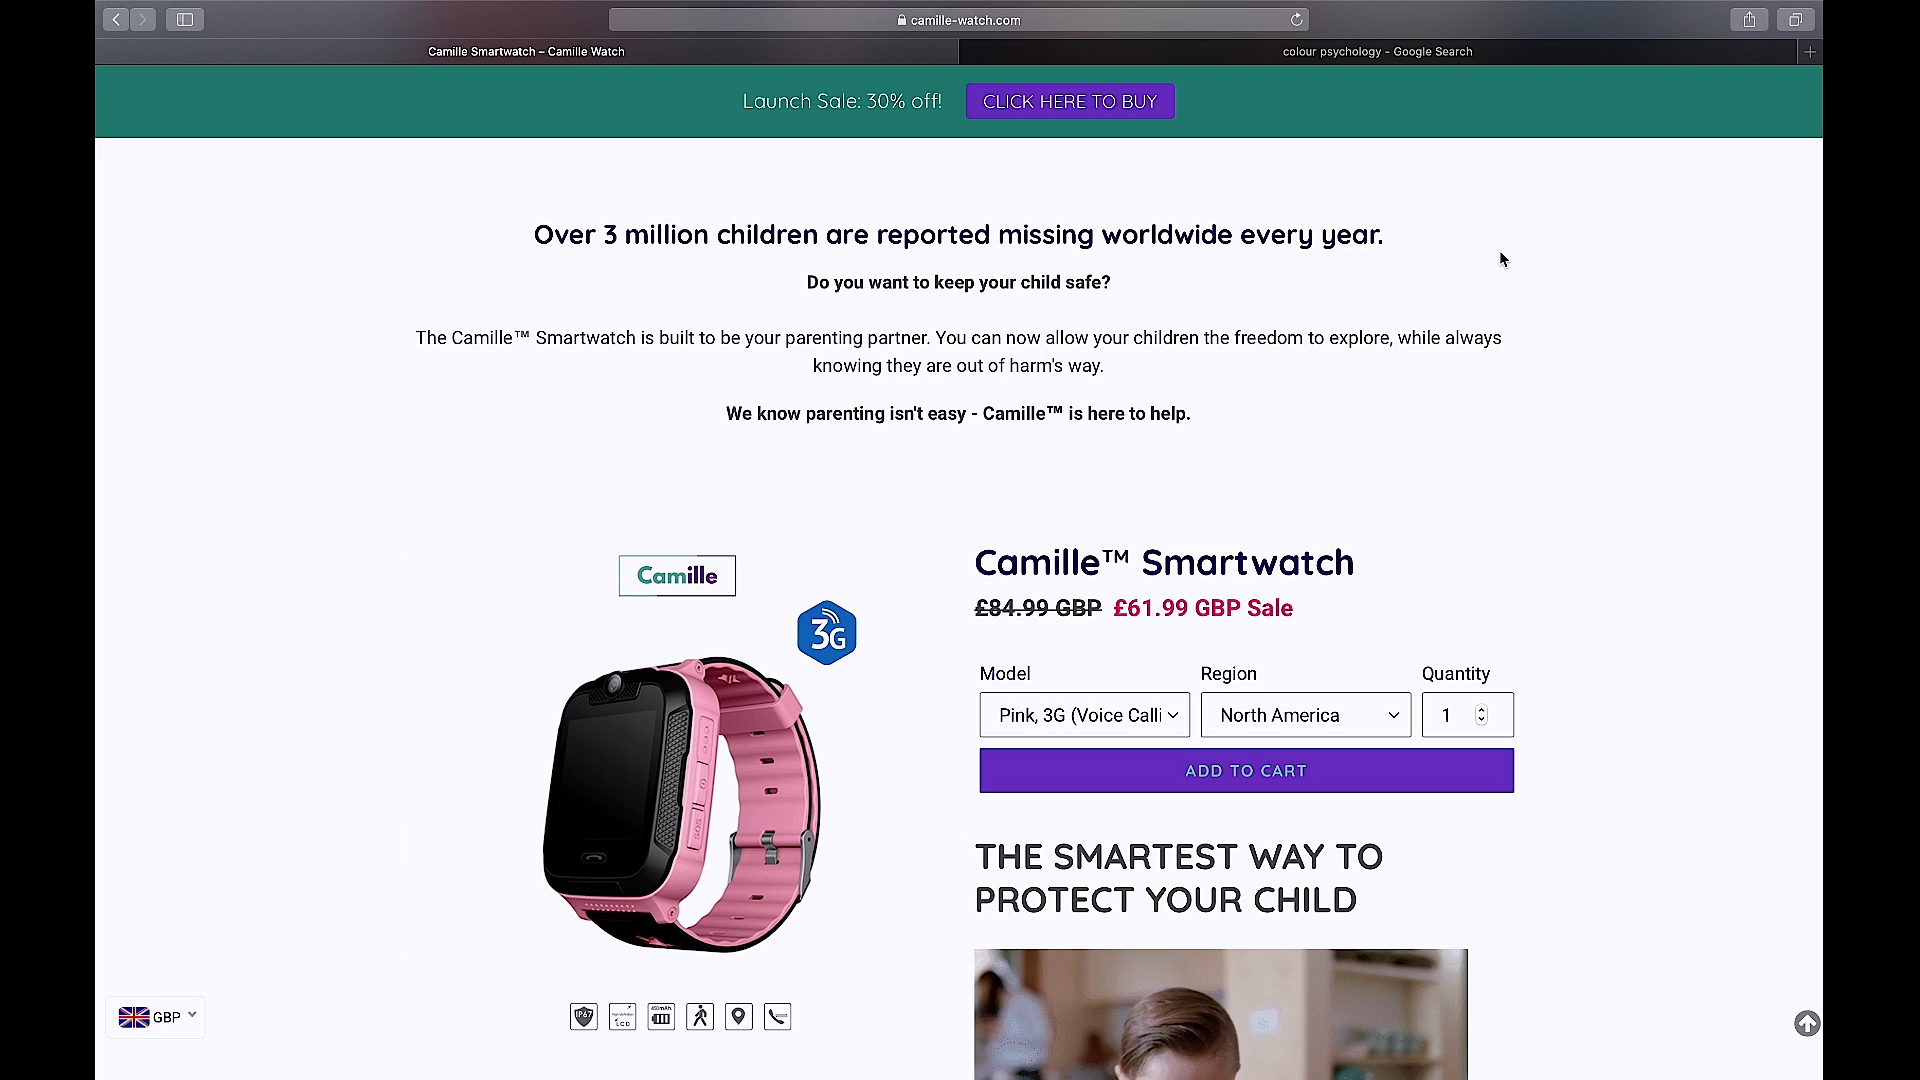 camille-watch.com
Camille Smartwatch – Camille Watch
colour psychology - Google Search
Launch Sale: 30% off!
CLICK HERE TO BUY
Over 3 million children are reported missing worldwide every year.
Do you want to keep your child safe?
The Camille™ Smartwatch is built to be your parenting partner. You can now allow your children the freedom to explore, while always
knowing they are out of harm's way.
We know parenting isn't easy - Camille™ is here to help.
Camille
3G
SOS
IP67
LCD
Camille™ Smartwatch
£84.99 GBP £61.99 GBP Sale
Model Region Quantity
Pink, 3G (Voice Calli North America 1
ADD TO CART
THE SMARTEST WAY TO
PROTECT YOUR CHILD
GBP